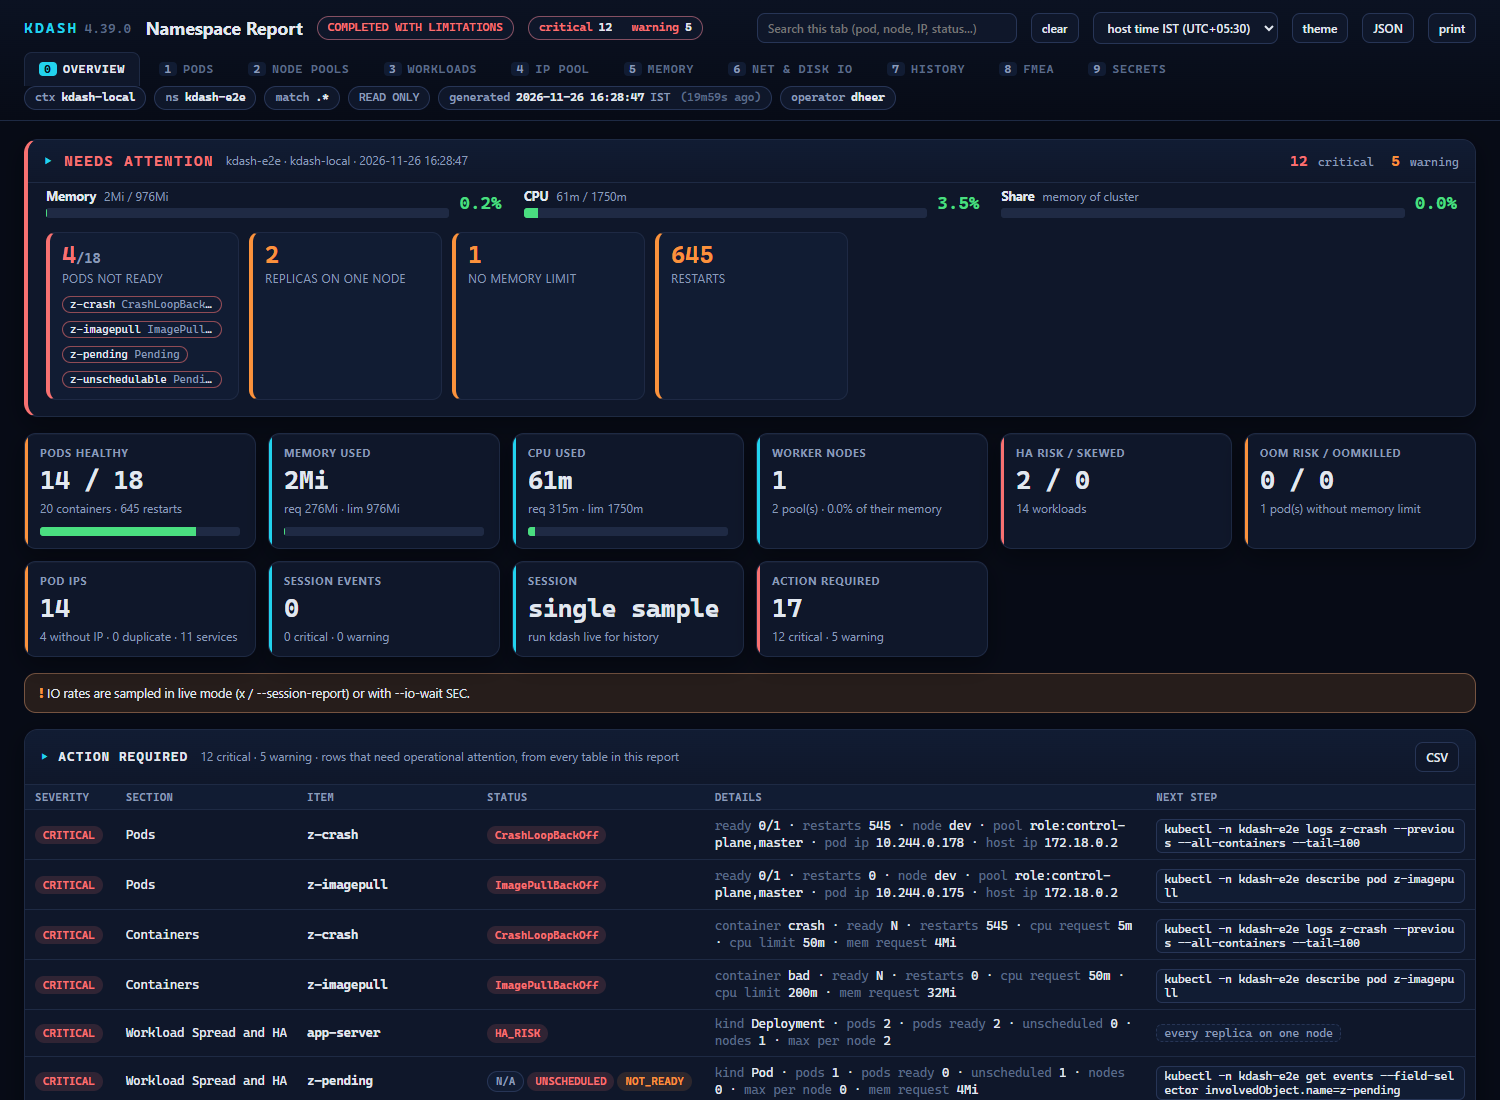 KDASH 4.39.0 Namespace Report COMPLETED WITH LIMITATIONS critical 12 warning 5 Search this tab (pod, node, IP, status...) clear host time IST (UTC+05:30) theme JSON print
0 OVERVIEW 1 PODS 2 NODE POOLS 3 WORKLOADS 4 IP POOL 5 MEMORY 6 NET & DISK IO 7 HISTORY 8 FMEA 9 SECRETS
ctx kdash-local ns kdash-e2e match .* READ ONLY generated 2026-11-26 16:28:47 IST (19m59s ago) operator dheer
NEEDS ATTENTION kdash-e2e · kdash-local · 2026-11-26 16:28:47 12 critical 5 warning
Memory 2Mi / 976Mi 0.2% CPU 61m / 1750m 3.5% Share memory of cluster 0.0%
4/18
PODS NOT READY
z-crash CrashLoopBack…
z-imagepull ImagePull…
z-pending Pending
z-unschedulable Pendi…
2
REPLICAS ON ONE NODE
1
NO MEMORY LIMIT
645
RESTARTS
PODS HEALTHY
14 / 18
20 containers · 645 restarts
MEMORY USED
2Mi
req 276Mi · lim 976Mi
CPU USED
61m
req 315m · lim 1750m
WORKER NODES
1
2 pool(s) · 0.0% of their memory
HA RISK / SKEWED
2 / 0
14 workloads
OOM RISK / OOMKILLED
0 / 0
1 pod(s) without memory limit
POD IPS
14
4 without IP · 0 duplicate · 11 services
SESSION EVENTS
0
0 critical · 0 warning
SESSION
single sample
run kdash live for history
ACTION REQUIRED
17
12 critical · 5 warning
! IO rates are sampled in live mode (x / --session-report) or with --io-wait SEC.
ACTION REQUIRED 12 critical · 5 warning · rows that need operational attention, from every table in this report CSV
SEVERITY SECTION ITEM STATUS DETAILS NEXT STEP
CRITICAL Pods z-crash CrashLoopBackOff
ready 0/1 · restarts 545 · node dev · pool role:control-
plane,master · pod ip 10.244.0.178 · host ip 172.18.0.2
kubectl -n kdash-e2e logs z-crash --previou
s --all-containers --tail=100
CRITICAL Pods z-imagepull ImagePullBackOff
ready 0/1 · restarts 0 · node dev · pool role:control-
plane,master · pod ip 10.244.0.175 · host ip 172.18.0.2
kubectl -n kdash-e2e describe pod z-imagepu
ll
CRITICAL Containers z-crash CrashLoopBackOff
container crash · ready N · restarts 545 · cpu request 5m
· cpu limit 50m · mem request 4Mi
kubectl -n kdash-e2e logs z-crash --previou
s --all-containers --tail=100
CRITICAL Containers z-imagepull ImagePullBackOff
container bad · ready N · restarts 0 · cpu request 50m ·
cpu limit 200m · mem request 32Mi
kubectl -n kdash-e2e describe pod z-imagepu
ll
CRITICAL Workload Spread and HA app-server HA_RISK
kind Deployment · pods 2 · pods ready 2 · unscheduled 0 ·
nodes 1 · max per node 2
every replica on one node
CRITICAL Workload Spread and HA z-pending N/A UNSCHEDULED NOT_READY
kind Pod · pods 1 · pods ready 0 · unscheduled 1 · nodes
0 · max per node 0 · mem request 4Mi
kubectl -n kdash-e2e get events --field-sel
ector involvedObject.name=z-pending